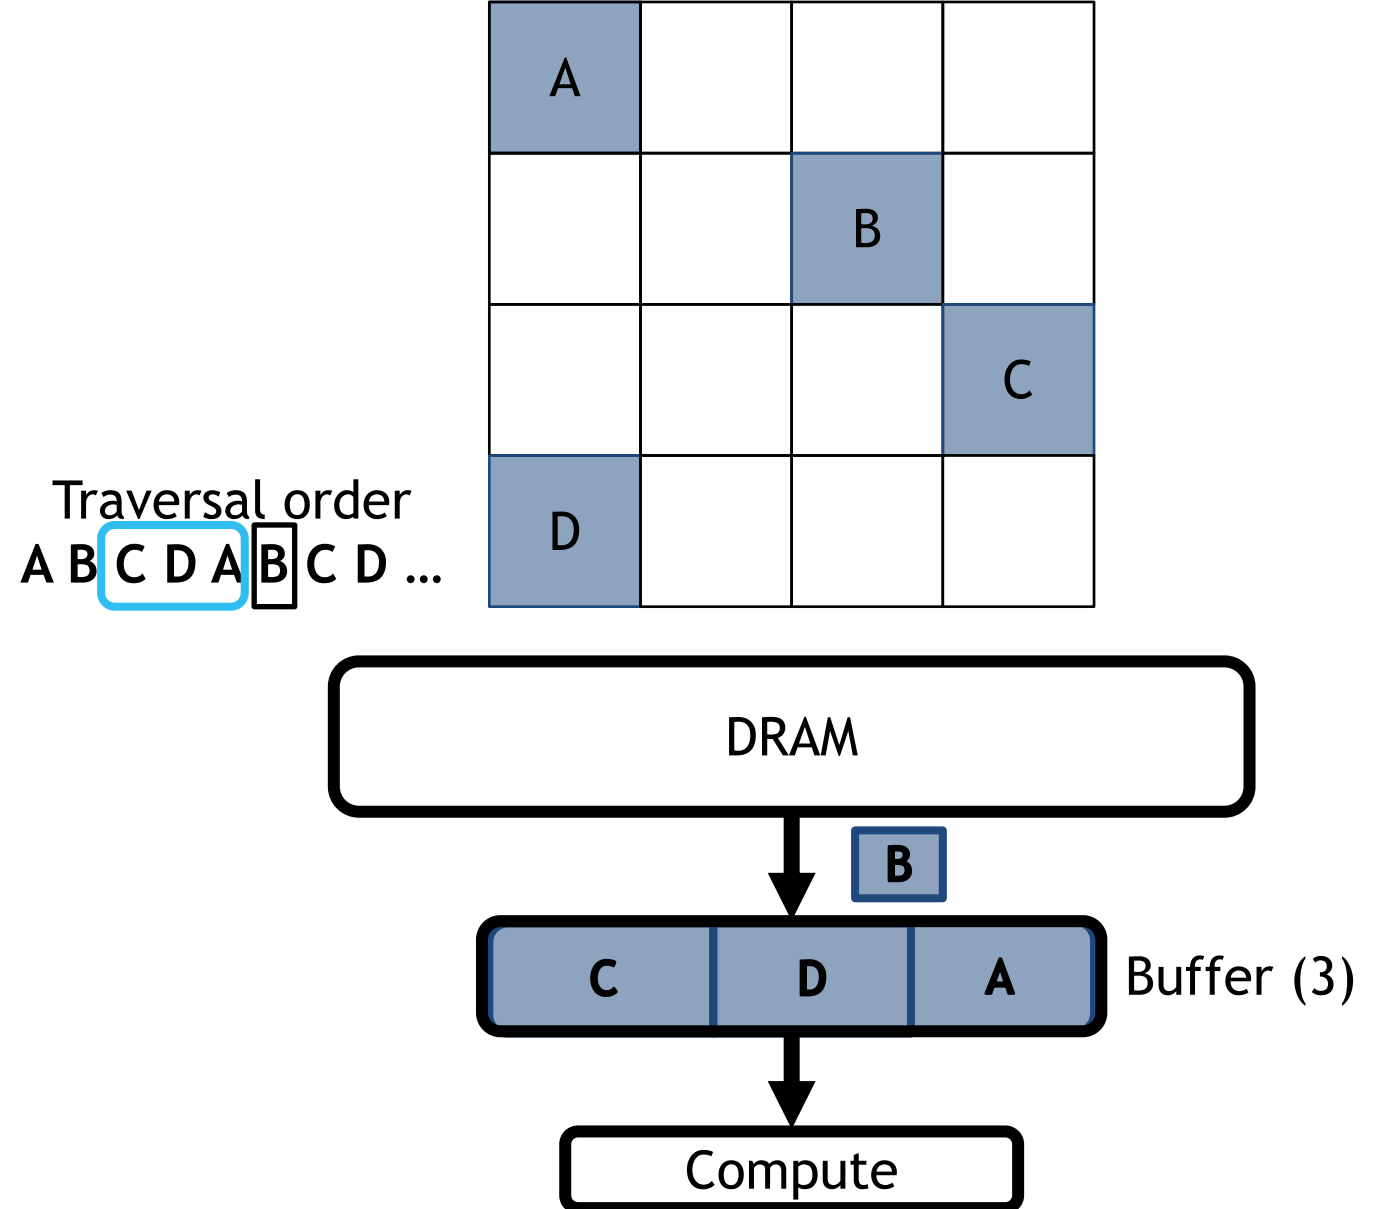 A
B
C
D
Traversal order
A B C D A B C D ...
DRAM
B
C D A
Buffer (3)
Compute